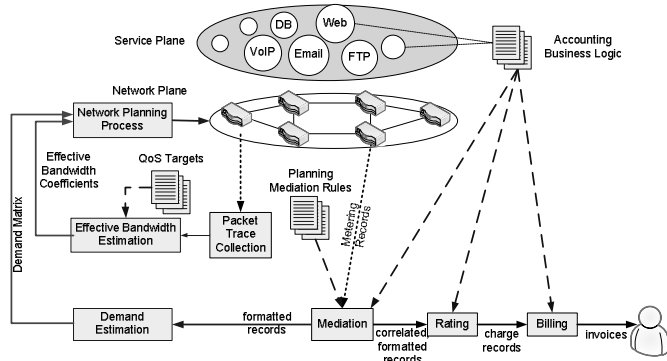 Service Plane
DB
Web
VoIP
Email
FTP
Accounting
Business Logic
Network Plane
Network Planning
Process
Effective
Bandwidth
Coefficients
QoS Targets
Planning
Mediation Rules
Metering
Records
Demand Matrix
Effective Bandwidth
Estimation
Packet
Trace
Collection
Demand
Estimation
formatted
records
Mediation
correlated,
formatted
records
Rating
charge
records
Billing
invoices